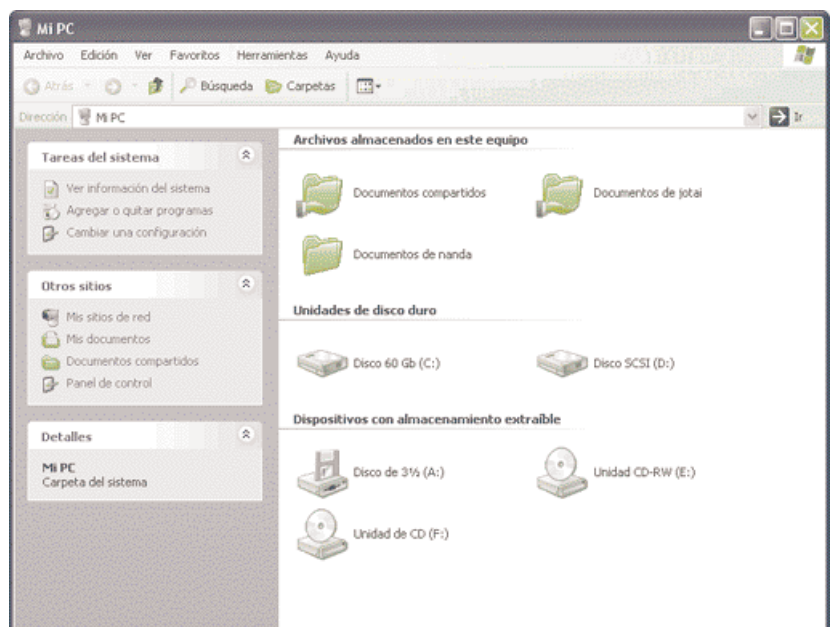 Mi PC
Archivo Edición Ver Favoritos Herramientas Ayuda
Atrás Búsqueda Carpetas
Dirección Mi PC Ir
Tareas del sistema
Ver información del sistema
Agregar o quitar programas
Cambiar una configuración
Otros sitios
Mis sitios de red
Mis documentos
Documentos compartidos
Panel de control
Detalles
Mi PC
Carpeta del sistema
Archivos almacenados en este equipo
Documentos compartidos
Documentos de jotai
Documentos de nanda
Unidades de disco duro
Disco 60 Gb (C:)
Disco SCSI (D:)
Dispositivos con almacenamiento extraíble
Disco de 3½ (A:)
Unidad CD-RW (E:)
Unidad de CD (F:)